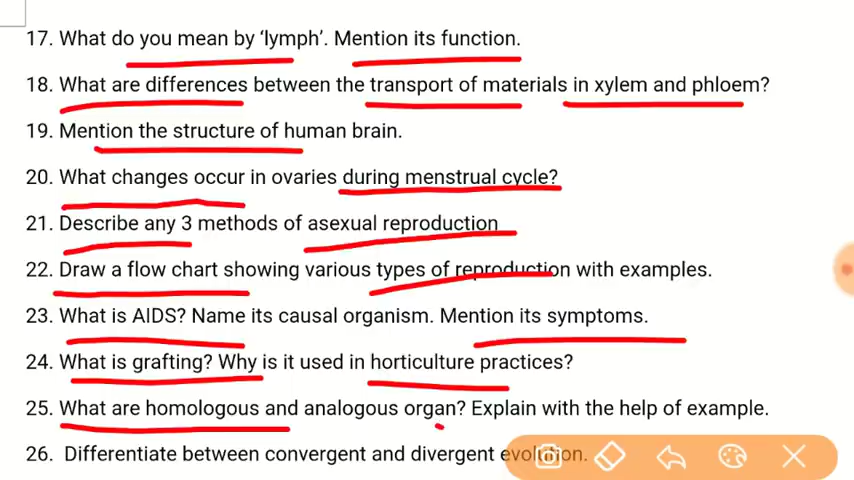 17. What do you mean by ‘lymph’. Mention its function.
18. What are differences between the transport of materials in xylem and phloem?
19. Mention the structure of human brain.
20. What changes occur in ovaries during menstrual cycle?
21. Describe any 3 methods of asexual reproduction
22. Draw a flow chart showing various types of reproduction with examples.
23. What is AIDS? Name its causal organism. Mention its symptoms.
24. What is grafting? Why is it used in horticulture practices?
25. What are homologous and analogous organ? Explain with the help of example.
26. Differentiate between convergent and divergent evolution.